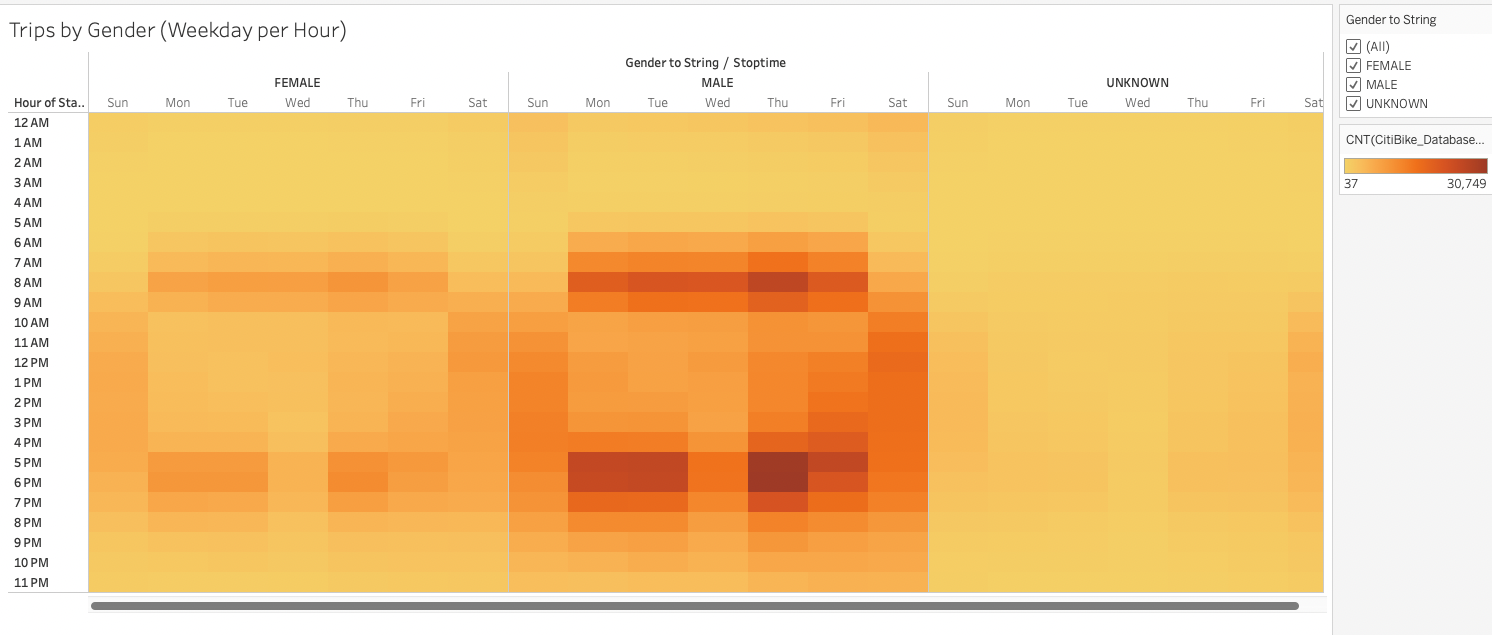 Trips by Gender (Weekday per Hour)
Gender to String / Stoptime
FEMALE MALE UNKNOWN
Hour of Sta.. Sun Mon Tue Wed Thu Fri Sat Sun Mon Tue Wed Thu Fri Sat Sun Mon Tue Wed Thu Fri Sat
12 AM
1 AM
2 AM
3 AM
4 AM
5 AM
6 AM
7 AM
8 AM
9 AM
10 AM
11 AM
12 PM
1 PM
2 PM
3 PM
4 PM
5 PM
6 PM
7 PM
8 PM
9 PM
10 PM
11 PM
Gender to String
(All)
FEMALE
MALE
UNKNOWN
CNT(CitiBike_Database...
37 30,749